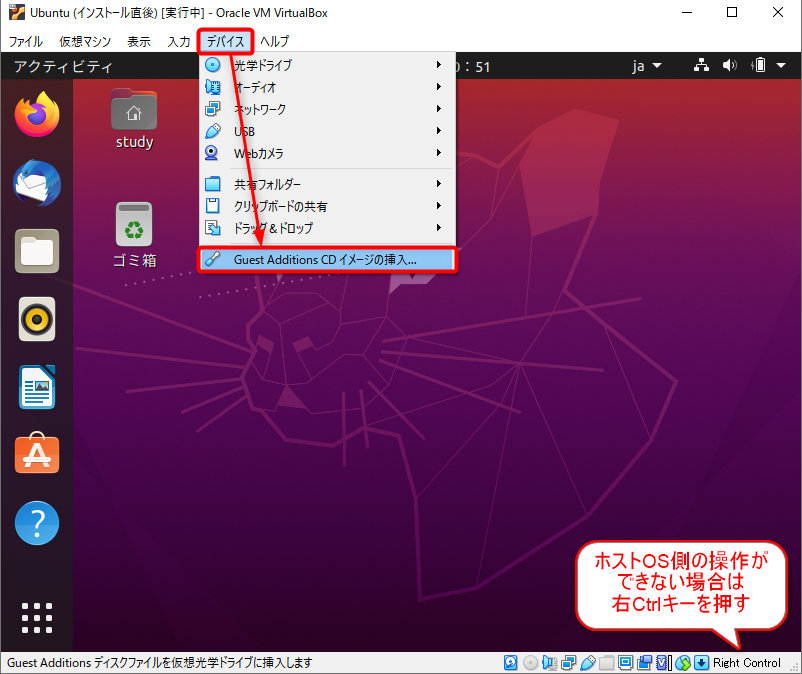 Ubuntu (インストール直後) [実行中] - Oracle VM VirtualBox
ファイル 仮想マシン 表示 入力 デバイス ヘルプ
アクティビティ
: 51
ja
光学ドライブ
オーディオ
ネットワーク
USB
Webカメラ
共有フォルダー
クリップボードの共有
ドラッグ＆ドロップ
Guest Additions CD イメージの挿入...
study
ゴミ箱
ホストOS側の操作が
できない場合は
右Ctrlキーを押す
Guest Additions ディスクファイルを仮想光学ドライブに挿入します
Right Control